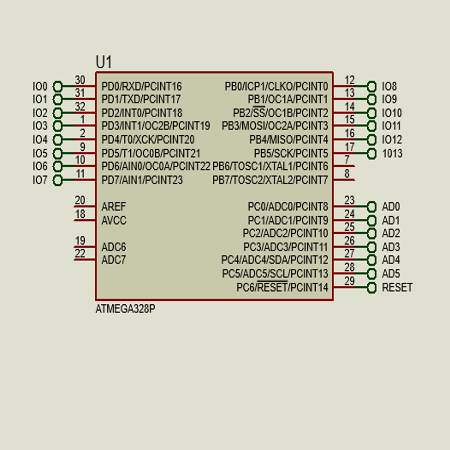 U1
IO0 30 PD0/RXD/PCINT16 PB0/ICP1/CLKO/PCINT0 12 IO8
IO1 31 PD1/TXD/PCINT17 PB1/OC1A/PCINT1 13 IO9
IO2 32 PD2/INT0/PCINT18 PB2/SS/OC1B/PCINT2 14 IO10
IO3 1 PD3/INT1/OC2B/PCINT19 PB3/MOSI/OC2A/PCINT3 15 IO11
IO4 2 PD4/T0/XCK/PCINT20 PB4/MISO/PCINT4 16 IO12
IO5 9 PD5/T1/OC0B/PCINT21 PB5/SCK/PCINT5 17 1013
IO6 10 PD6/AIN0/OC0A/PCINT22 PB6/TOSC1/XTAL1/PCINT6 7
IO7 11 PD7/AIN1/PCINT23 PB7/TOSC2/XTAL2/PCINT7 8
20 AREF PC0/ADC0/PCINT8 23 AD0
18 AVCC PC1/ADC1/PCINT9 24 AD1
PC2/ADC2/PCINT10 25 AD2
19 ADC6 PC3/ADC3/PCINT11 26 AD3
22 ADC7 PC4/ADC4/SDA/PCINT12 27 AD4
PC5/ADC5/SCL/PCINT13 28 AD5
PC6/RESET/PCINT14 29 RESET
ATMEGA328P